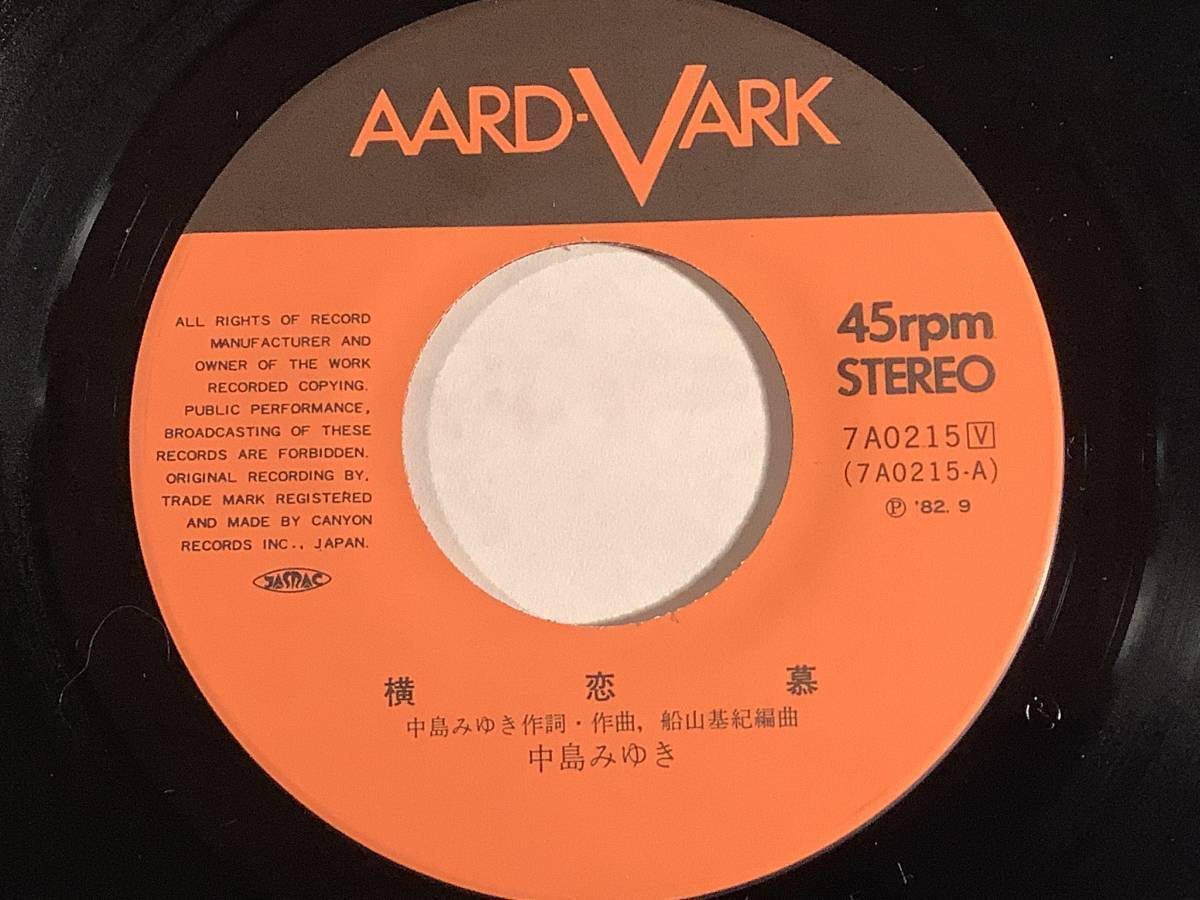 AARD-VARK
ALL RIGHTS OF RECORD
MANUFACTURER AND
OWNER OF THE WORK
RECORDED COPYING.
PUBLIC PERFORMANCE,
BROADCASTING OF THESE
RECORDS ARE FORBIDDEN.
ORIGINAL RECORDING BY,
TRADE MARK REGISTERED
AND MADE BY CANYON
RECORDS INC., JAPAN.
JASRAC
45rpm
STEREO
7A0215 V
(7A0215-A)
Ⓟ '82. 9
横 恋 慕
中島みゆき作詞・作曲, 船山基紀編曲
中島みゆき